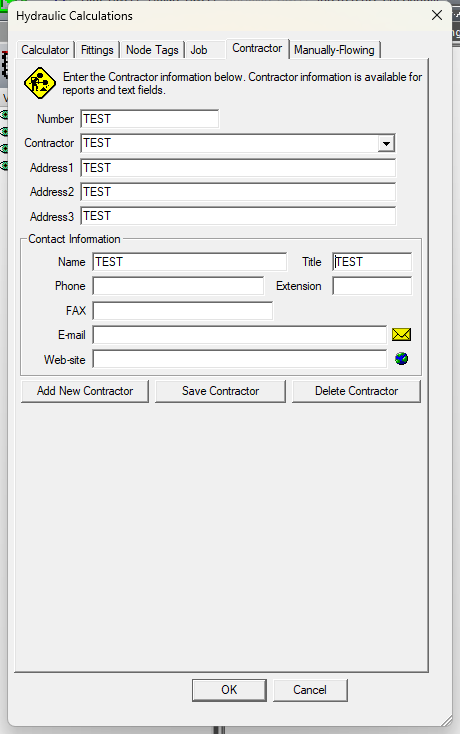 Hydraulic Calculations
Calculator Fittings Node Tags Job Contractor Manually-Flowing
Enter the Contractor information below. Contractor information is available for
reports and text fields.
Number TEST
Contractor TEST
Address1 TEST
Address2 TEST
Address3 TEST
Contact Information
Name TEST Title TEST
Phone Extension
FAX
E-mail
Web-site
Add New Contractor Save Contractor Delete Contractor
OK Cancel